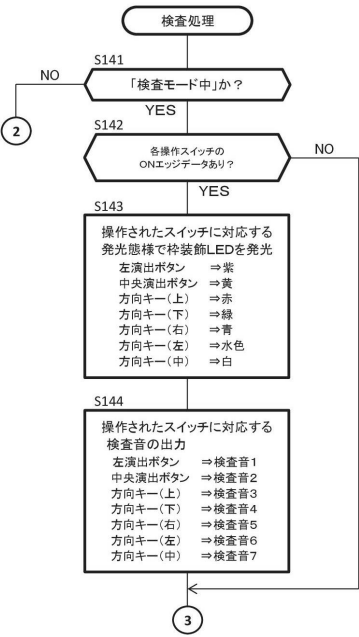 検査処理
S141
「検査モード中」か？
NO
YES
2
S142
各操作スイッチの
ONエッジデータあり？
NO
YES
S143
操作されたスイッチに対応する
発光態様で枠装飾LEDを発光
左演出ボタン ⇒紫
中央演出ボタン ⇒黄
方向キー(上) ⇒赤
方向キー(下) ⇒緑
方向キー(右) ⇒青
方向キー(左) ⇒水色
方向キー(中) ⇒白
S144
操作されたスイッチに対応する
検査音の出力
左演出ボタン ⇒検査音1
中央演出ボタン ⇒検査音2
方向キー(上) ⇒検査音3
方向キー(下) ⇒検査音4
方向キー(右) ⇒検査音5
方向キー(左) ⇒検査音6
方向キー(中) ⇒検査音7
3